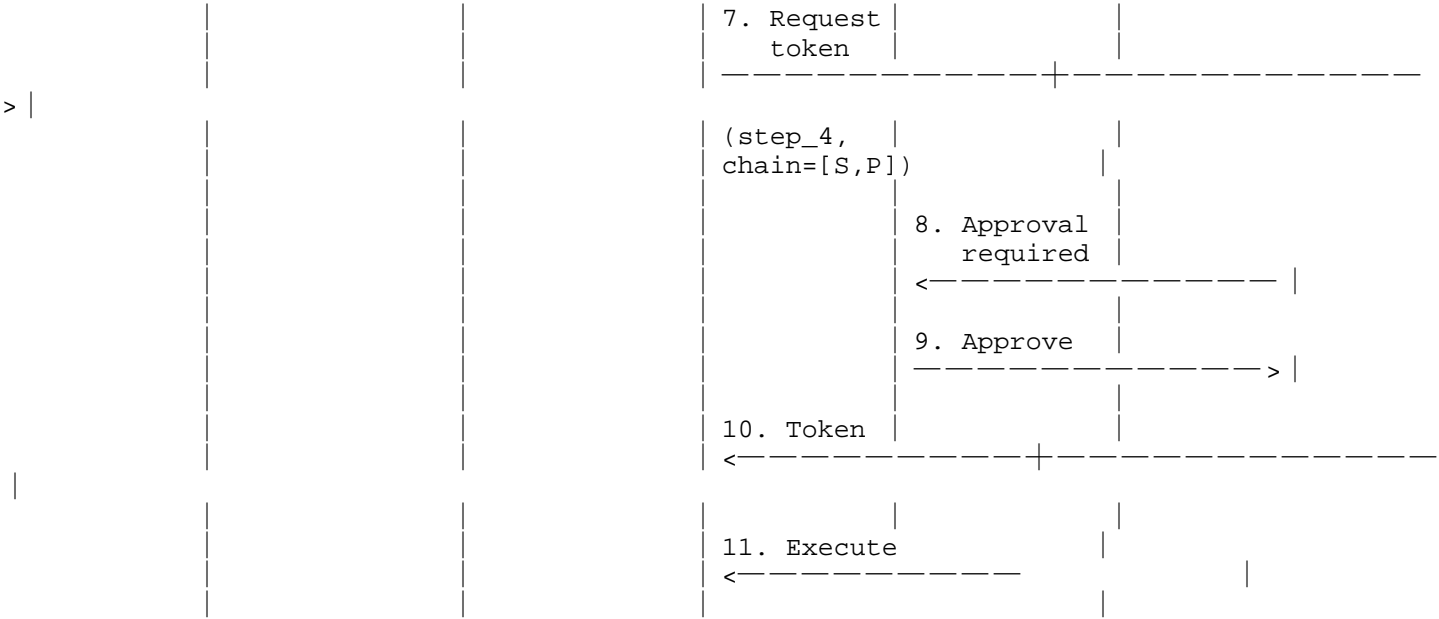 7. Request
token
>
(step_4,
chain=[S,P])
8. Approval
required
<
9. Approve
>
10. Token
<
11. Execute
<